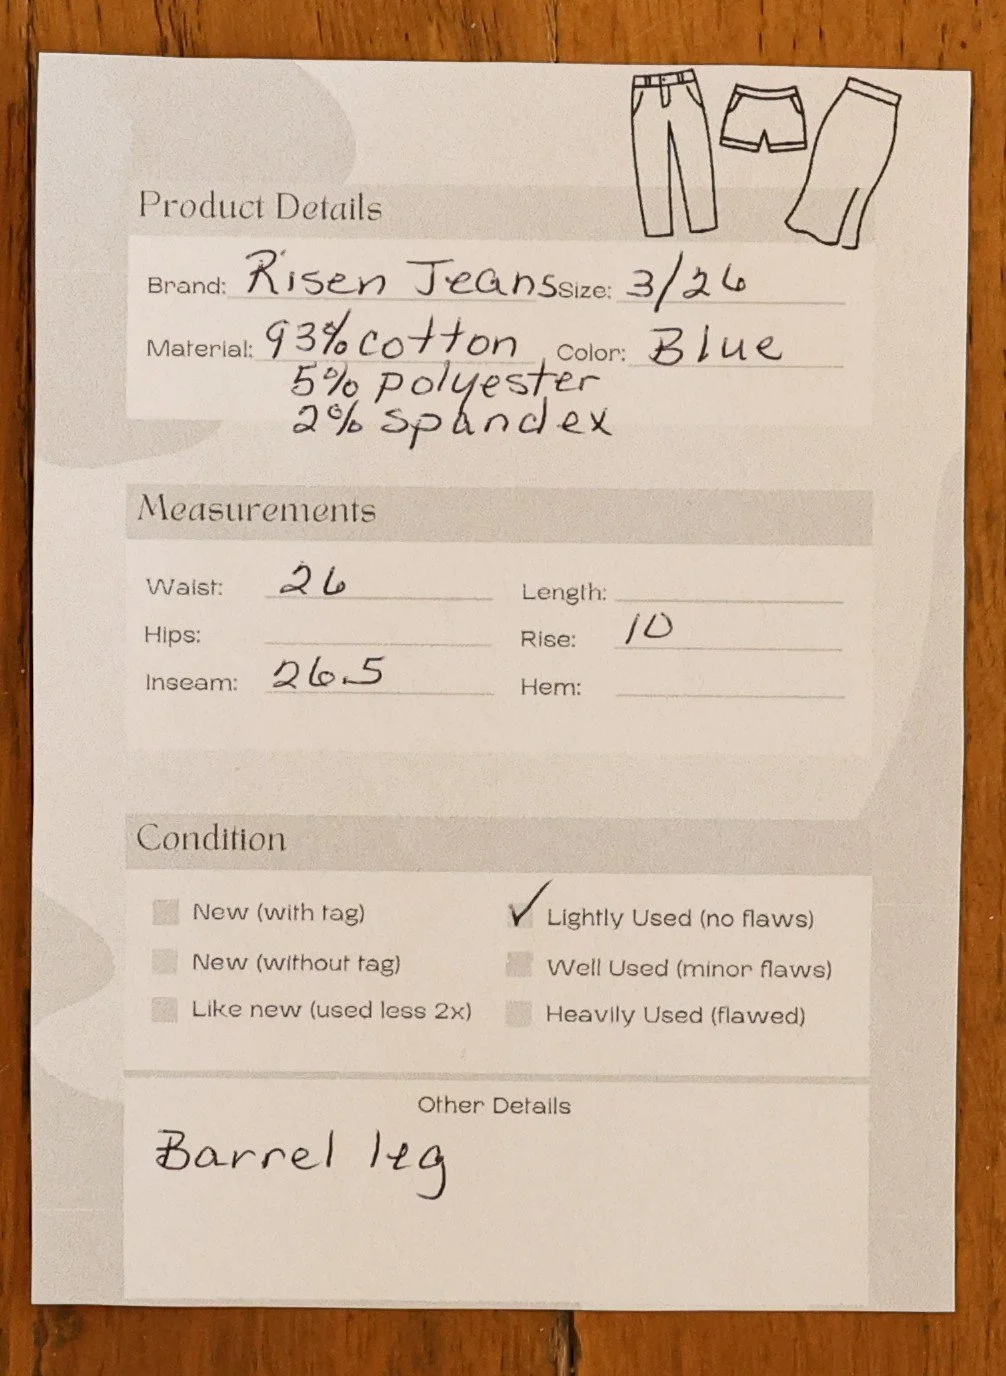 Product Details
Brand: Risen Jeans Size: 3/26
Material: 93% cotton Color: Blue
5% polyester
2% spandex
Measurements
Waist: 26 Length:
Hips: Rise: 10
Inseam: 26.5 Hem:
Condition
New (with tag) ✓ Lightly Used (no flaws)
New (without tag) Well Used (minor flaws)
Like new (used less 2x) Heavily Used (flawed)
Other Details
Barrel leg